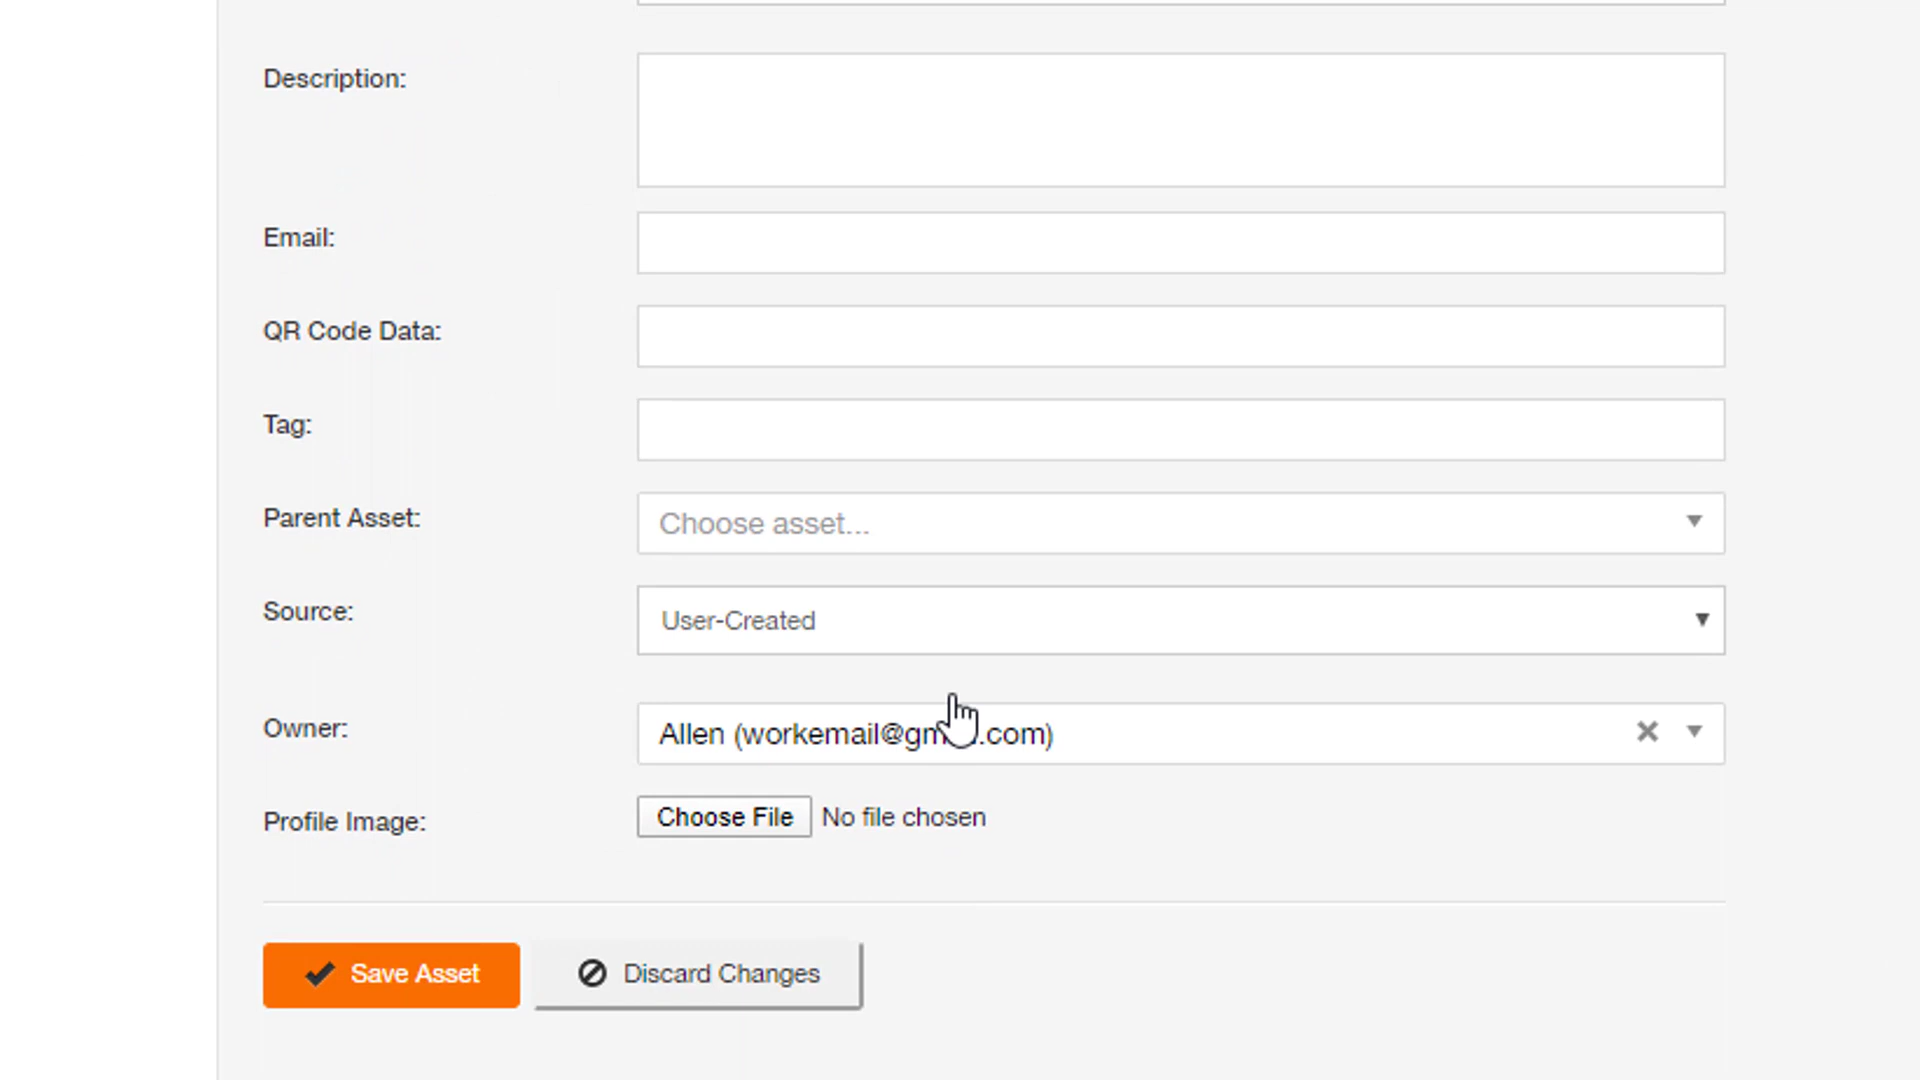 Description:
Email:
QR Code Data:
Tag:
Parent Asset: Choose asset...
Source: User-Created
Owner: Allen (workemail@gm .com)
Profile Image: Choose File No file chosen
Save Asset Discard Changes